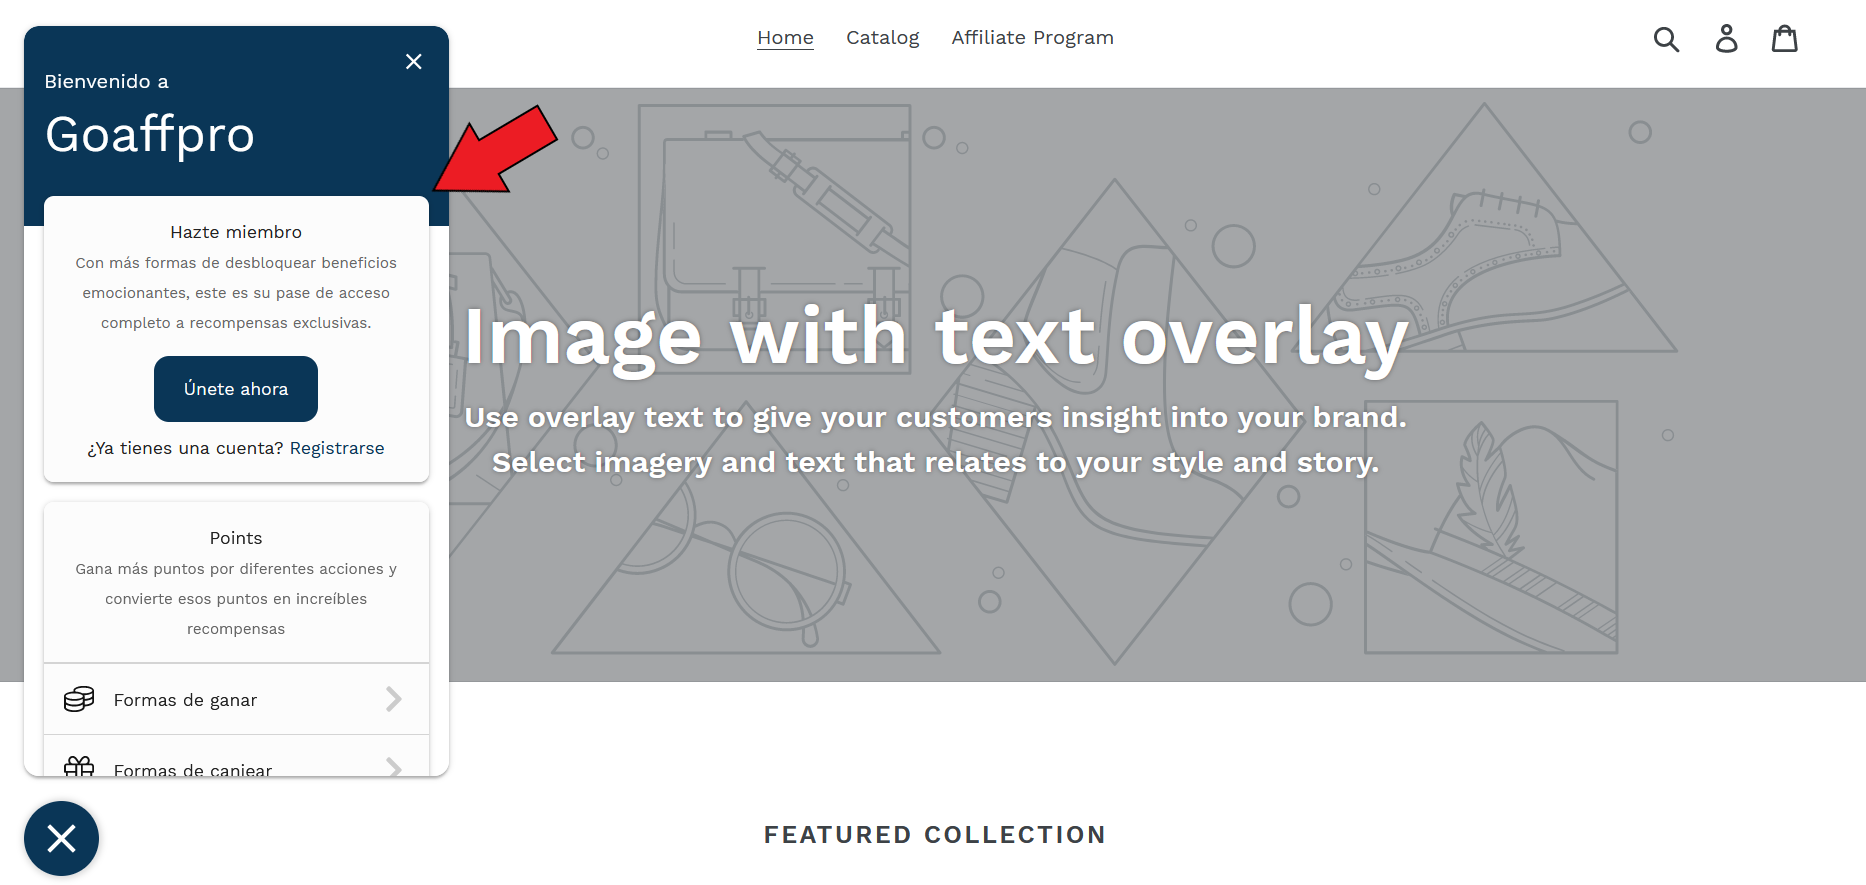 Home Catalog Affiliate Program
Bienvenido a
Goaffpro
Hazte miembro
Con más formas de desbloquear beneficios
emocionantes, este es su pase de acceso
completo a recompensas exclusivas.
Únete ahora
¿Ya tienes una cuenta? Registrarse
Points
Gana más puntos por diferentes acciones y
convierte esos puntos en increíbles
recompensas
Formas de ganar
Formas de canjear
Image with text overlay
Use overlay text to give your customers insight into your brand.
Select imagery and text that relates to your style and story.
FEATURED COLLECTION